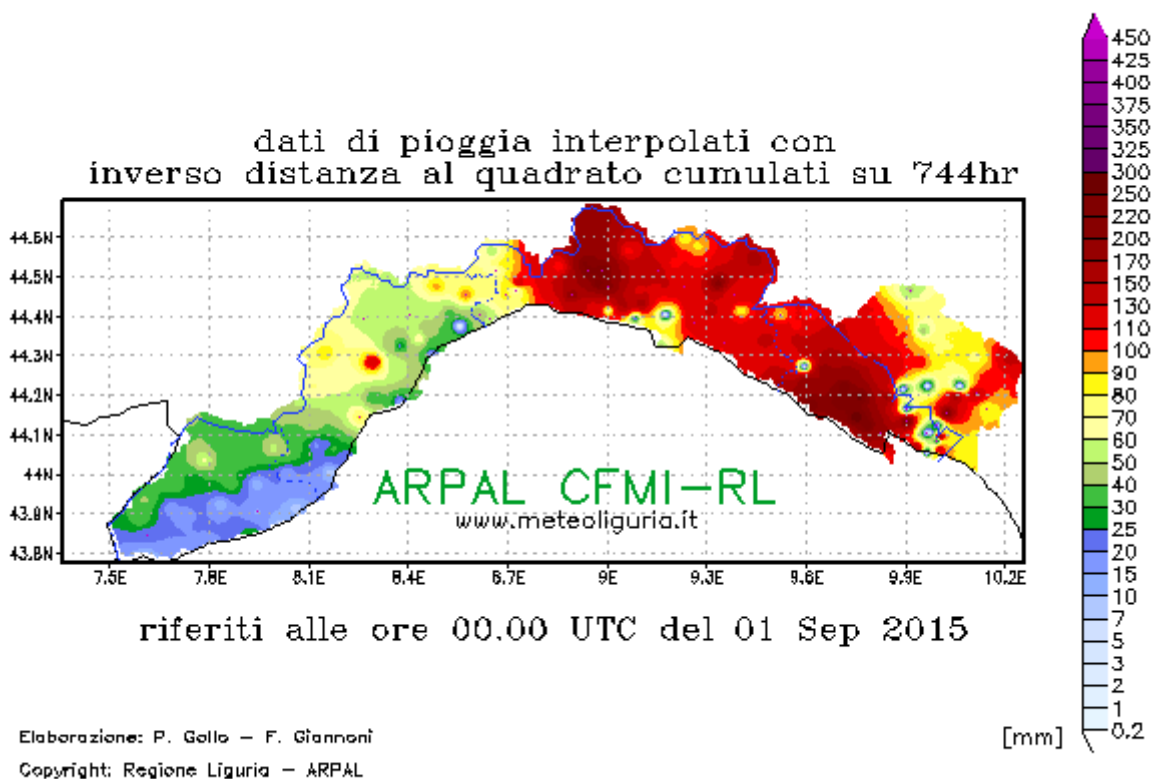 dati di pioggia interpolati con
inverso distanza al quadrato cumulati su 744hr
450
425
400
375
350
325
300
250
220
200
170
150
130
110
100
90
80
70
60
50
40
30
25
20
15
10
7
5
3
2
1
0.2
[mm]
44.6N
44.5N
44.4N
44.3N
44.1N
44.1N
44N
43.9N
43.8N
7.5E
7.8E
8.1E
8.4E
8.7E
9E
9.3E
9.6E
9.9E
10.2E
ARPAL CFMI-RL
www.meteoliguria.it
riferiti alle ore 00.00 UTC del 01 Sep 2015
Elaborazione: P. Gollo - F. Giannoni
Copyright: Regione Liguria - ARPAL